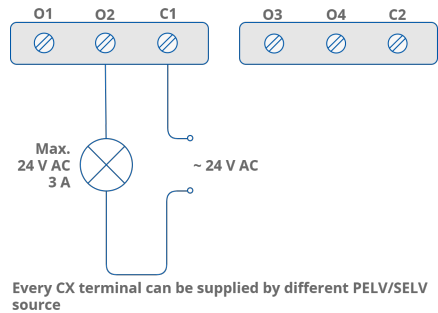 O1 O2 C1 O3 O4 C2
Max.
24 V AC
3 A
~ 24 V AC
Every CX terminal can be supplied by different PELV/SELV
source